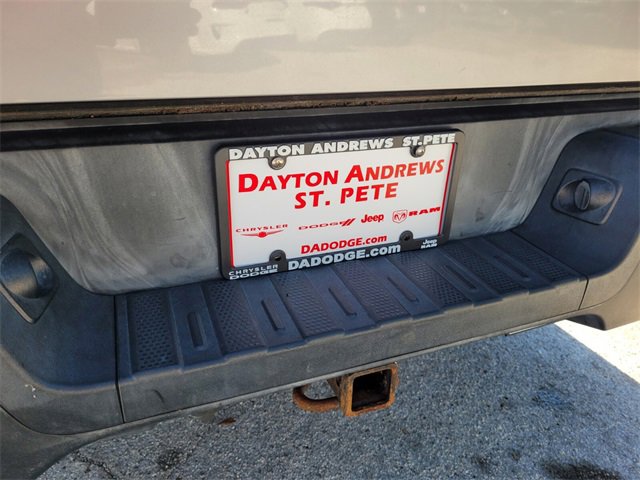 DAYTON ANDREWS ST. PETE
DAYTON ANDREWS
ST. PETE
CHRYSLER DODGE Jeep RAM
DADODGE.com
CHRYSLER Jeep
DODGE DADODGE.com RAM